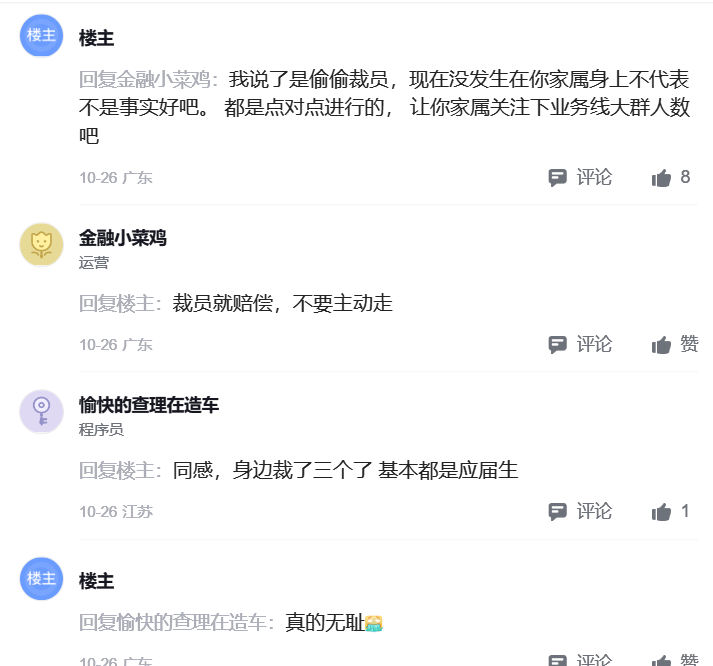 楼主
楼主
回复金融小菜鸡：我说了是偷偷裁员，现在没发生在你家属身上不代表
不是事实好吧。 都是点对点进行的， 让你家属关注下业务线大群人数
吧
10-26 广东
评论
8
金融小菜鸡
运营
回复楼主：裁员就赔偿，不要主动走
10-26 广东
评论
赞
愉快的查理在造车
程序员
回复楼主：同感，身边裁了三个了 基本都是应届生
10-26 江苏
评论
1
楼主
楼主
回复愉快的查理在造车：真的无耻
10-26 广东
评论
赞